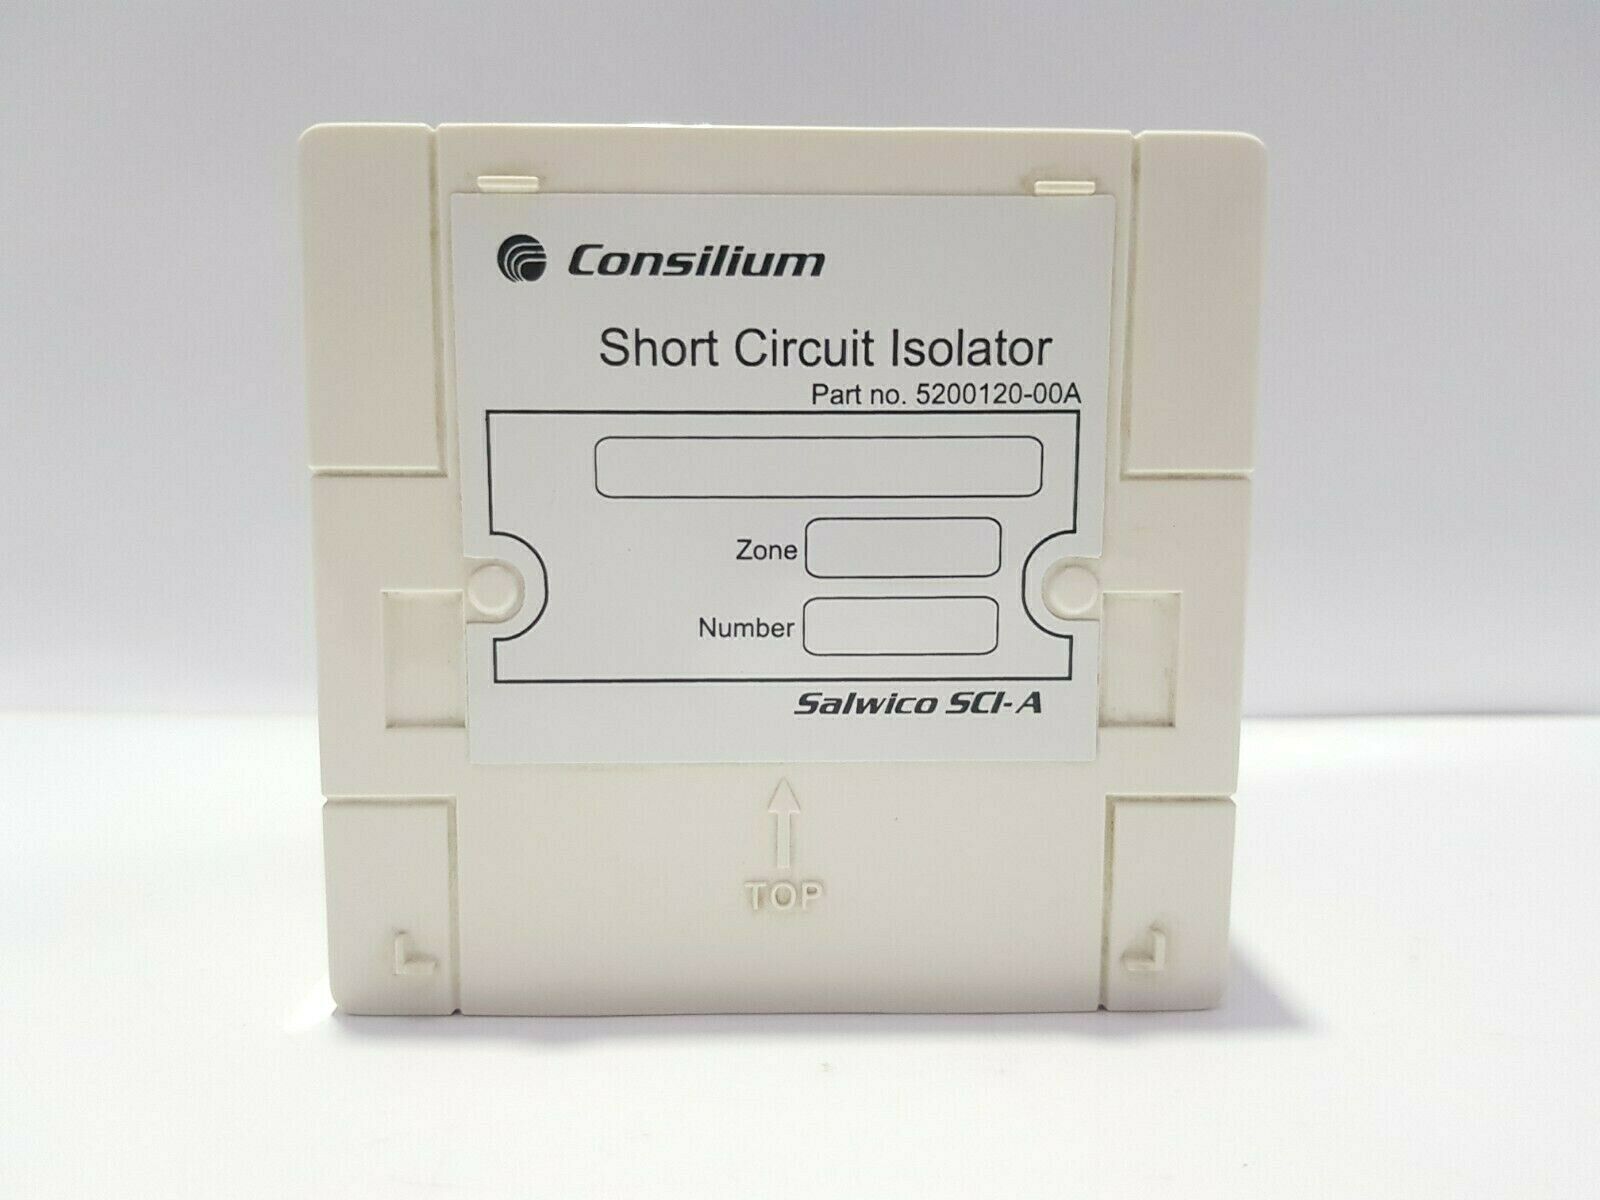 Consilium
Short Circuit Isolator
Part no. 5200120-00A
Zone
Number
Salwico SCI-A
TOP